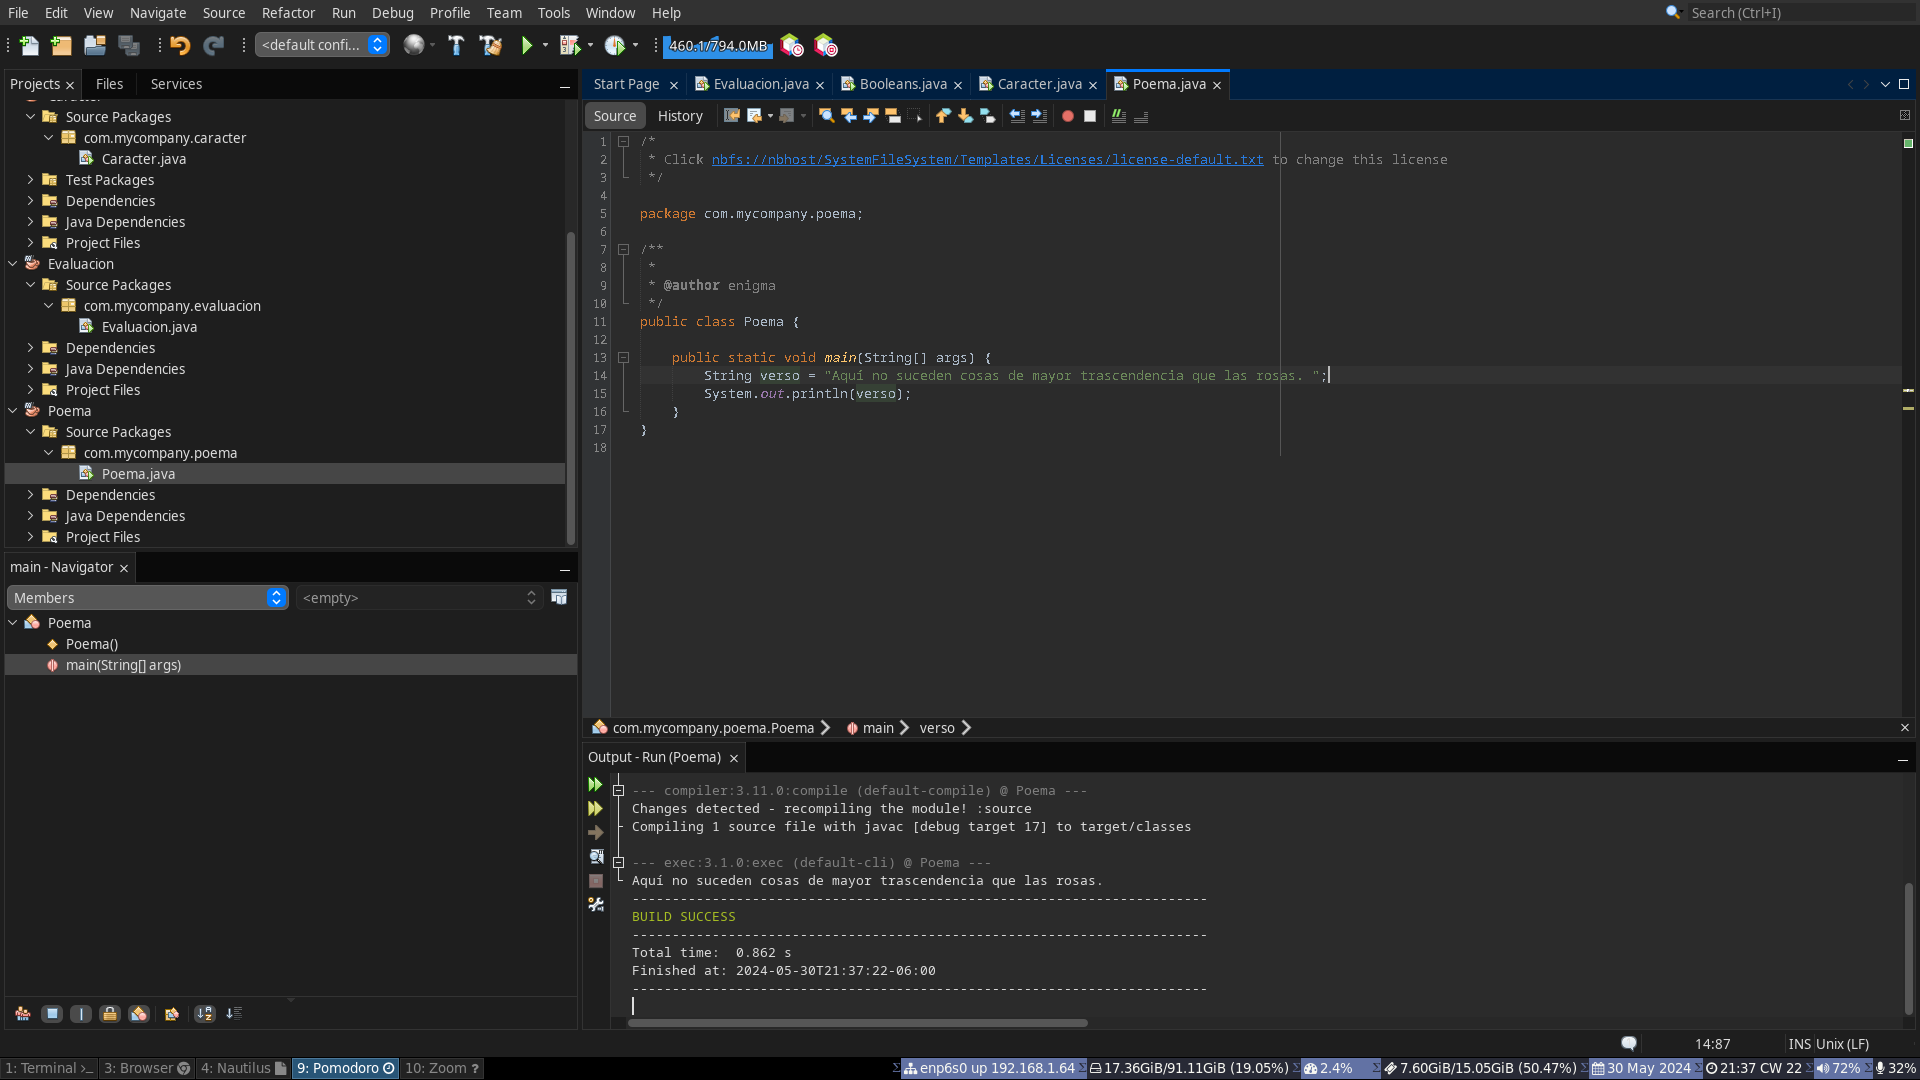 File Edit View Navigate Source Refactor Run Debug Profile Team Tools Window Help Search (Ctrl+I)
<default confi... 460.1/794.0MB
Projects Files Services
Start Page Evaluacion.java Booleans.java Caracter.java Poema.java
Source History
Source Packages
com.mycompany.caracter
Caracter.java
Test Packages
Dependencies
Java Dependencies
Project Files
Evaluacion
Source Packages
com.mycompany.evaluacion
Evaluacion.java
Dependencies
Java Dependencies
Project Files
Poema
Source Packages
com.mycompany.poema
Poema.java
Dependencies
Java Dependencies
Project Files
main - Navigator
Members <empty>
Poema
Poema()
main(String[] args)
1 /*
2 * Click nbfs://nbhost/SystemFileSystem/Templates/Licenses/license-default.txt to change this license
3 */
4
5 package com.mycompany.poema;
6
7 /**
8 *
9 * @author enigma
10 */
11 public class Poema {
12
13 public static void main(String[] args) {
14 String verso = "Aquí no suceden cosas de mayor trascendencia que las rosas. ";
15 System.out.println(verso);
16 }
17 }
18
com.mycompany.poema.Poema main verso
Output - Run (Poema)
--- compiler:3.11.0:compile (default-compile) @ Poema ---
Changes detected - recompiling the module! :source
Compiling 1 source file with javac [debug target 17] to target/classes
--- exec:3.1.0:exec (default-cli) @ Poema ---
Aquí no suceden cosas de mayor trascendencia que las rosas.
------------------------------------------------------------------------
BUILD SUCCESS
------------------------------------------------------------------------
Total time:  0.862 s
Finished at: 2024-05-30T21:37:22-06:00
------------------------------------------------------------------------
14:87 INS Unix (LF)
1: Terminal 3: Browser 4: Nautilus 9: Pomodoro 10: Zoom ? enp6s0 up 192.168.1.64 17.36GiB/91.11GiB (19.05%) 2.4% 7.60GiB/15.05GiB (50.47%) 30 May 2024 21:37 CW 22 72% 32%